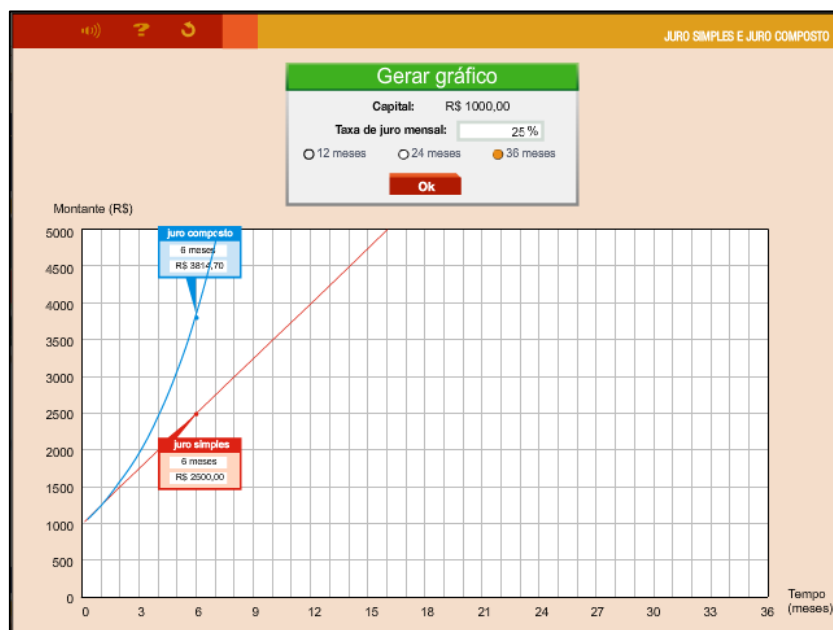 JURO SIMPLES E JURO COMPOSTO
Gerar gráfico
Capital: R$ 1000,00
Taxa de juro mensal: 25%
12 meses 24 meses 36 meses
Ok
Montante (R$)
5000
juro composto
6 meses
R$ 3814,70
4500
4000
3500
3000
2500
juro simples
6 meses
R$ 2500,00
2000
1500
1000
500
0
0 3 6 9 12 15 18 21 24 27 30 33 36
Tempo
(meses)